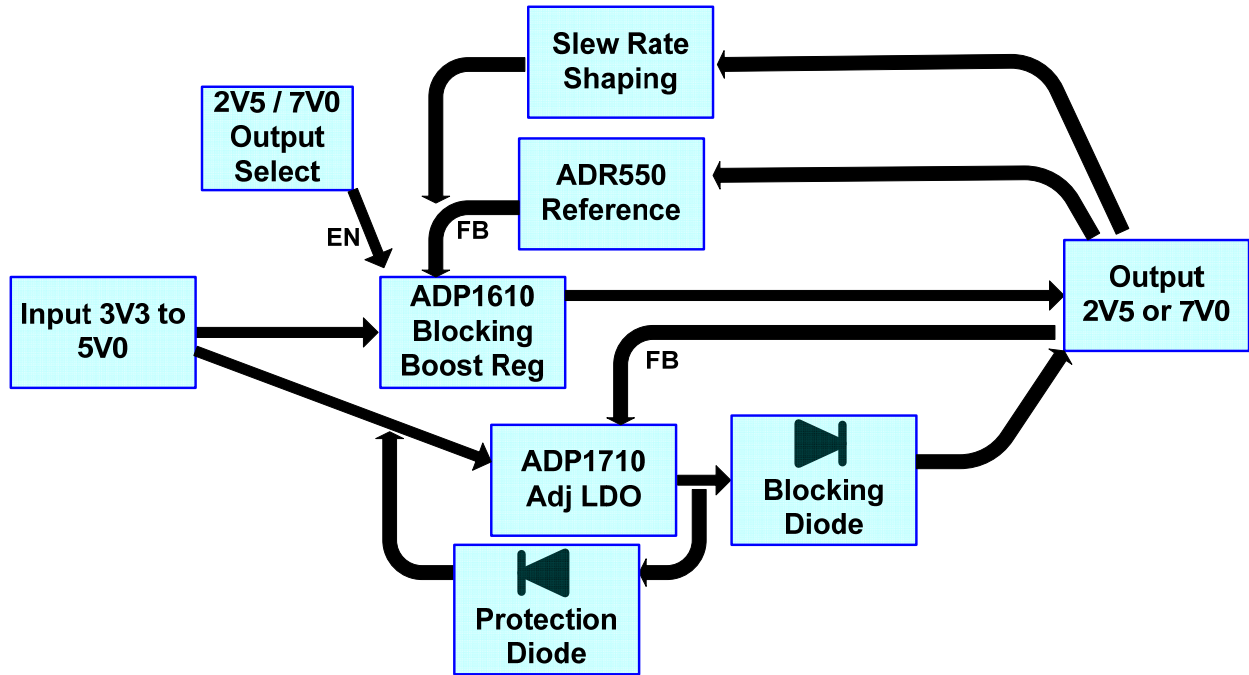 Slew Rate
Shaping
2V5 / 7V0
Output
Select
ADR550
Reference
EN
FB
Input 3V3 to
5V0
ADP1610
Blocking
Boost Reg
Output
2V5 or 7V0
FB
ADP1710
Adj LDO
Blocking
Diode
Protection
Diode